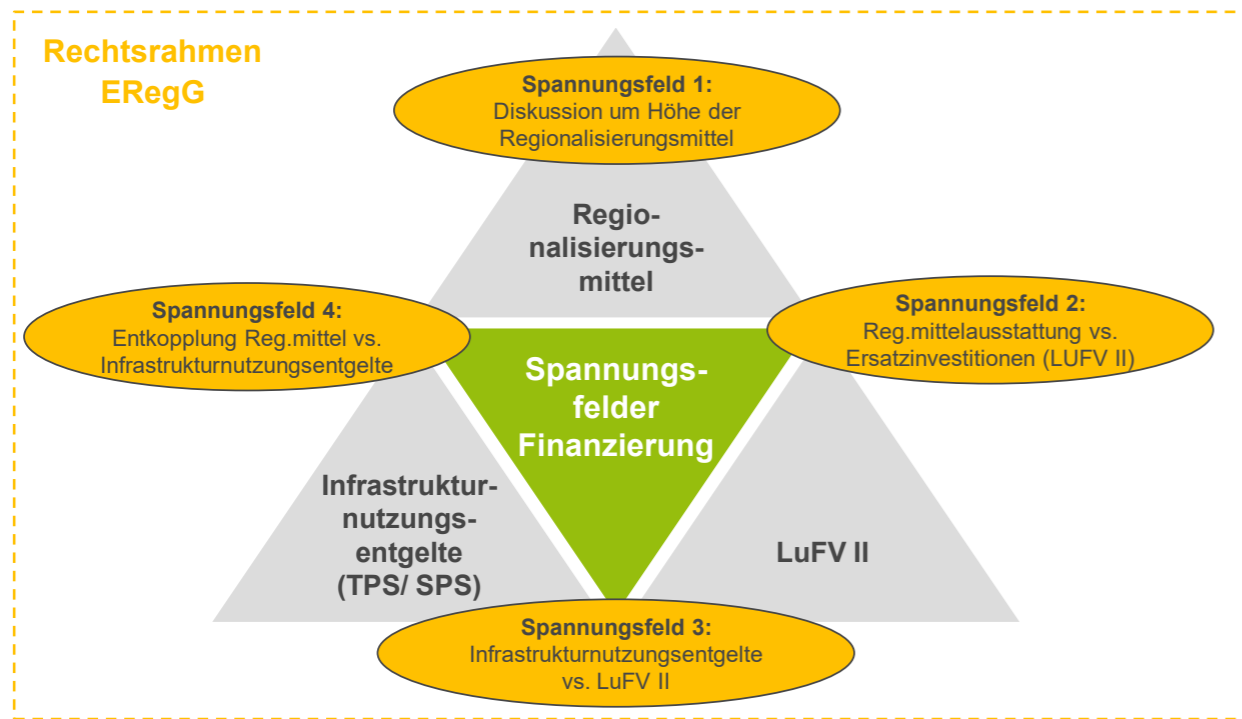 Rechtsrahmen
ERegG
Spannungsfeld 1:
Diskussion um Höhe der
Regionalisierungsmittel
Regio-
nalisierungs-
mittel
Spannungsfeld 4:
Entkopplung Reg.mittel vs.
Infrastrukturnutzungsentgelte
Spannungsfeld 2:
Reg.mittelausstattung vs.
Ersatzinvestitionen (LUFV II)
Spannungs-
felder
Finanzierung
Infrastruktur-
nutzungs-
entgelte
(TPS/ SPS)
LuFV II
Spannungsfeld 3:
Infrastrukturnutzungsentgelte
vs. LuFV II